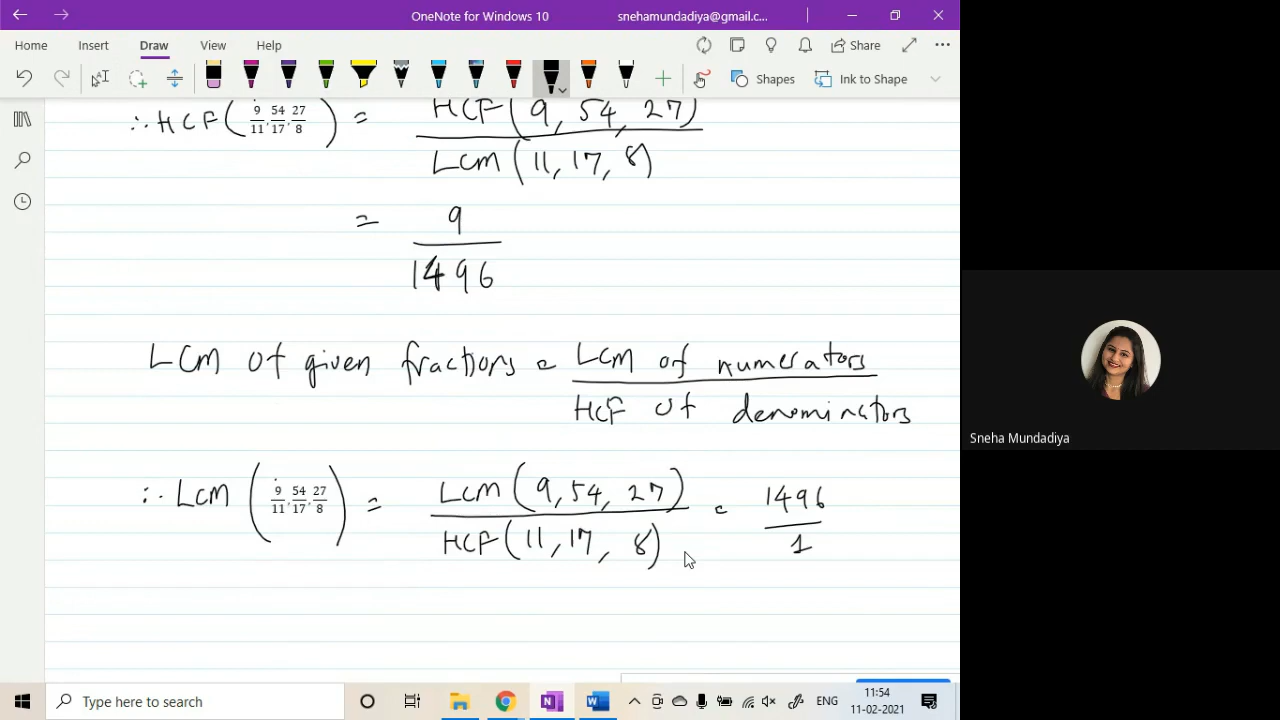 OneNote for Windows 10
snehamundadiya@gmail.c...
Home Insert Draw View Help
Share
Shapes
Ink to Shape
∴ HCF ( 9/11, 54/17, 27/8 ) = HCF (9, 54, 27) / LCM (11, 17, 8)
= 9 / 1496
LCM of given fractions = LCM of numerators / HCF of denominators
∴ LCM ( 9/11, 54/17, 27/8 ) = LCM (9, 54, 27) / HCF (11, 17, 8) = 1496 / 1
Sneha Mundadiya
Type here to search
ENG
11:54
11-02-2021